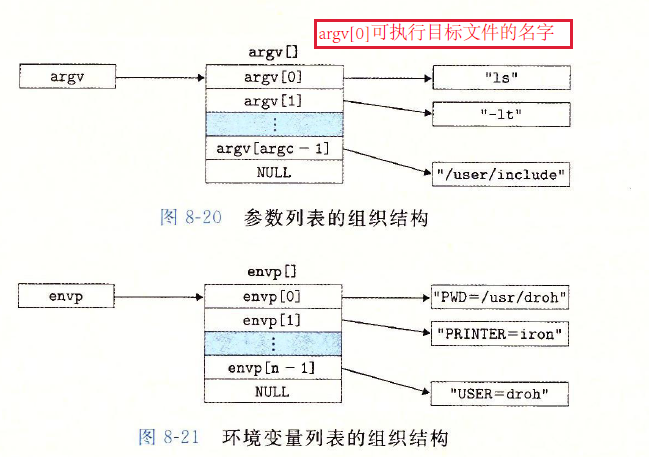 argv[0]可执行目标文件的名字
argv[]
argv
argv[0]
"ls"
argv[1]
"-lt"
⋮
argv[argc-1]
"/user/include"
NULL
图 8-20 参数列表的组织结构
envp[]
envp
envp[0]
"PWD=/usr/droh"
envp[1]
"PRINTER=iron"
⋮
envp[n-1]
"USER=droh"
NULL
图 8-21 环境变量列表的组织结构